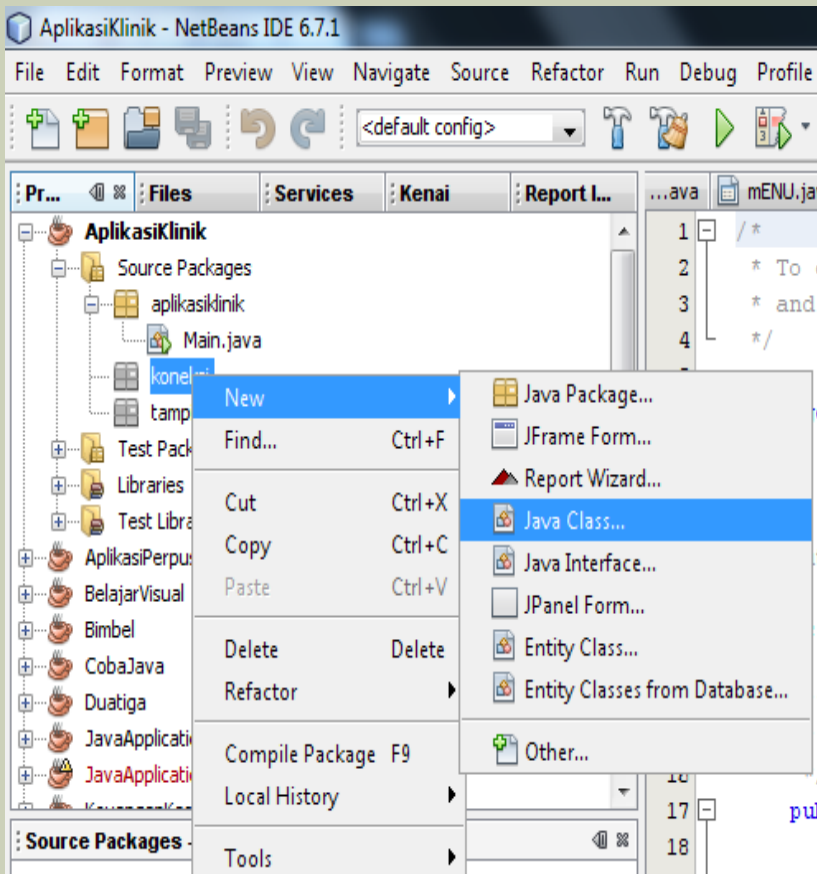 AplikasiKlinik - NetBeans IDE 6.7.1
File Edit Format Preview View Navigate Source Refactor Run Debug Profile
<default config>
Pr... Files Services Kenai Report I... ...ava mENU.ja
AplikasiKlinik
Source Packages
aplikasiklinik
Main.java
tamp
Test Pack
Libraries
Test Libra
AplikasiPerpus
BelajarVisual
Bimbel
CobaJava
Duatiga
JavaApplicati
JavaApplicati
Source Packages -
New
Find... Ctrl+F
Cut Ctrl+X
Copy Ctrl+C
Paste Ctrl+V
Delete Delete
Refactor
Compile Package F9
Local History
Tools
Java Package...
JFrame Form...
Report Wizard...
Java Class...
Java Interface...
JPanel Form...
Entity Class...
Entity Classes from Database...
Other...
1 /*
2 * To
3 * and
4 */
17 pul
18